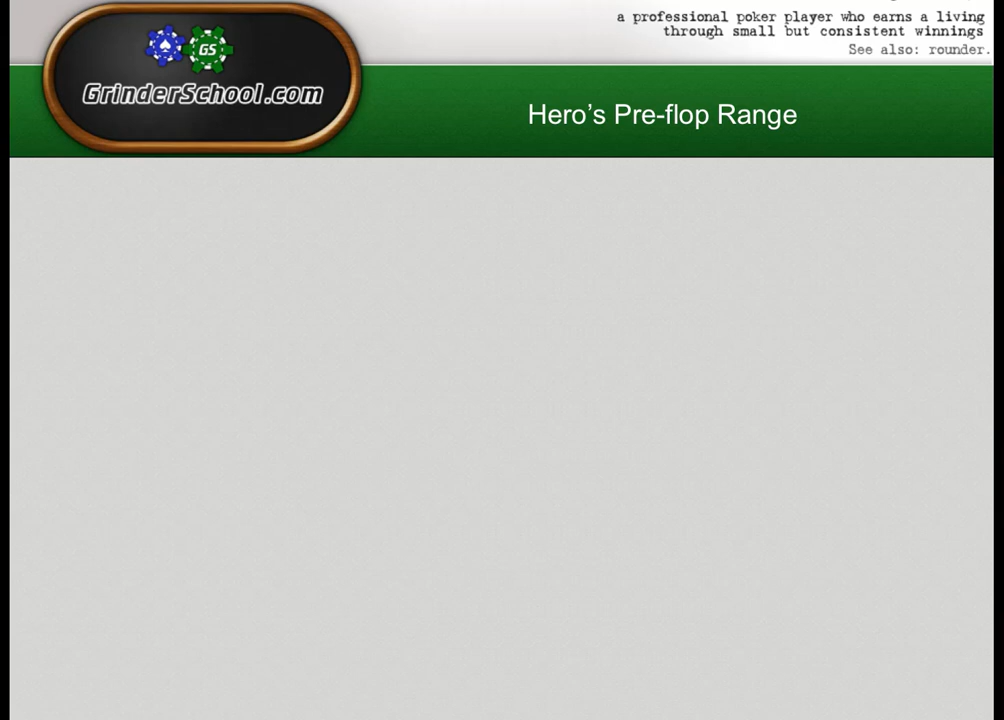 a professional poker player who earns a living
through small but consistent winnings
See also: rounder.
GS
GrinderSchool.com
Hero's Pre-flop Range